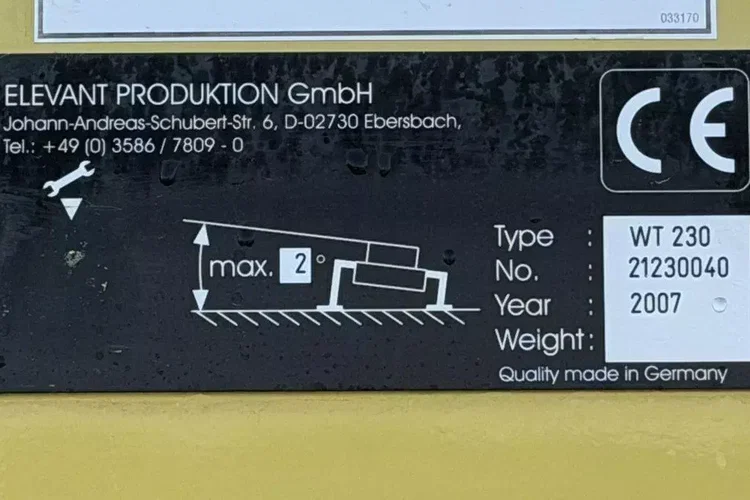 033170
ELEVANT PRODUKTION GmbH
Johann-Andreas-Schubert-Str. 6, D-02730 Ebersbach,
Tel.: +49 (0) 3586 / 7809 - 0
CE
max. 2°
Type : WT 230
No. : 21230040
Year : 2007
Weight:
Quality made in Germany